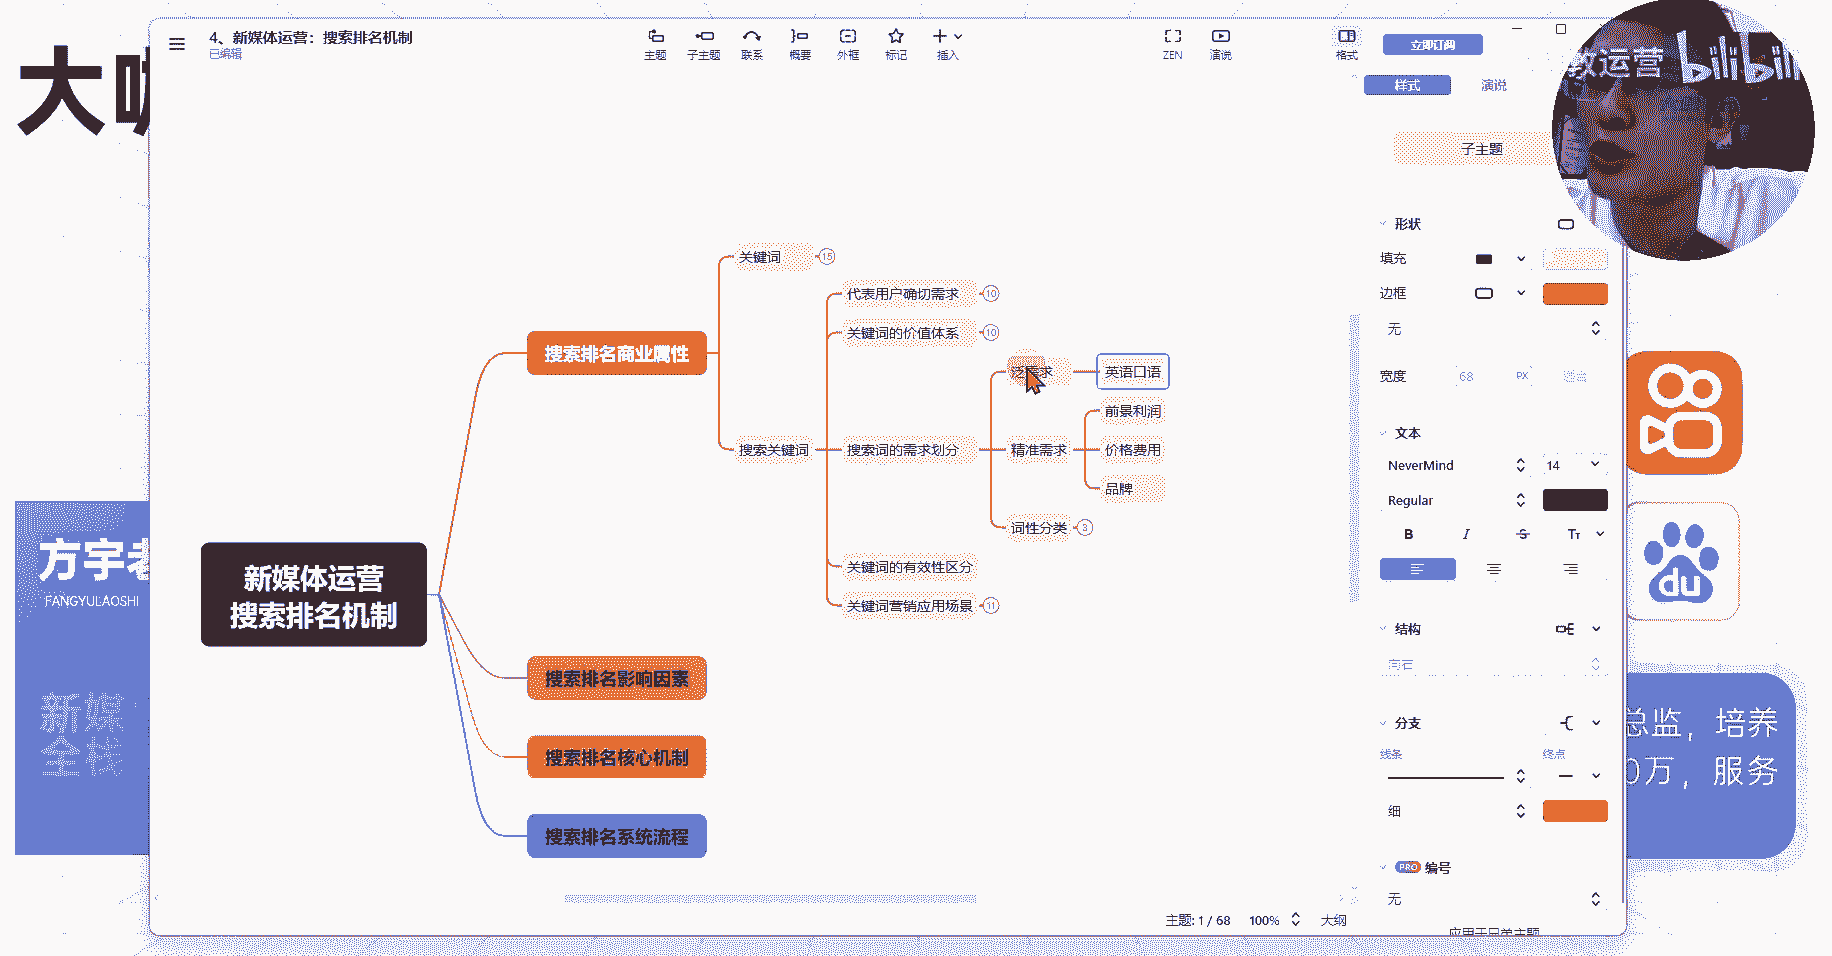 4、新媒体运营：搜索排名机制
已编辑
主题
子主题
联系
概要
外框
标记
插入
ZEN
演说
格式
立即订阅
教运营 bilibili
样式
演说
子主题
形状
填充
边框
无
宽度
68
PX
文本
NeverMind
14
Regular
B
I
S
Tт
结构
向右
分支
线条
终点
细
PRO 编号
无
应用于兄弟主题
大
方宇老
FANGYULAOSHI
新媒
全栈
新媒体运营
搜索排名机制
搜索排名商业属性
关键词
15
搜索关键词
代表用户确切需求
10
关键词的价值体系
10
搜索词的需求划分
泛需求
英语口语
精准需求
前景利润
价格费用
品牌
词性分类
3
关键词的有效性区分
关键词营销应用场景
11
搜索排名影响因素
搜索排名核心机制
搜索排名系统流程
du
总监，培养
0万，服务
主题: 1 / 68
100%
大纲